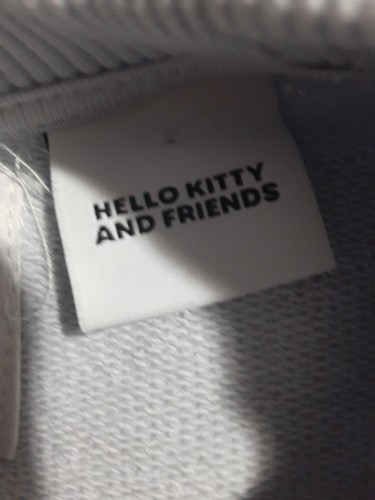 HELLO KITTY
AND FRIENDS